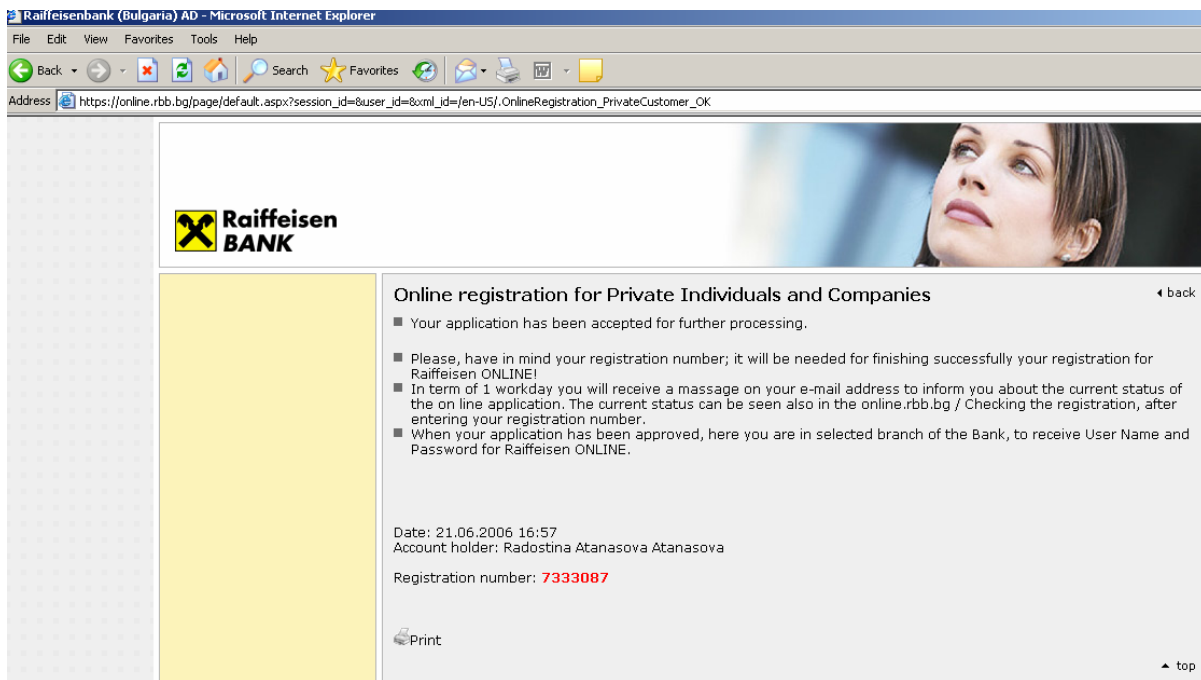 Raiffeisenbank (Bulgaria) AD - Microsoft Internet Explorer
File Edit View Favorites Tools Help
Back Search Favorites
Address https://online.rbb.bg/page/default.aspx?session_id=&user_id=&xml_id=/en-US/.OnlineRegistration_PrivateCustomer_OK
Raiffeisen
BANK
Online registration for Private Individuals and Companies
back
Your application has been accepted for further processing.
Please, have in mind your registration number; it will be needed for finishing successfully your registration for
Raiffeisen ONLINE!
In term of 1 workday you will receive a massage on your e-mail address to inform you about the current status of
the on line application. The current status can be seen also in the online.rbb.bg / Checking the registration, after
entering your registration number.
When your application has been approved, here you are in selected branch of the Bank, to receive User Name and
Password for Raiffeisen ONLINE.
Date: 21.06.2006 16:57
Account holder: Radostina Atanasova Atanasova
Registration number: 7333087
Print
top